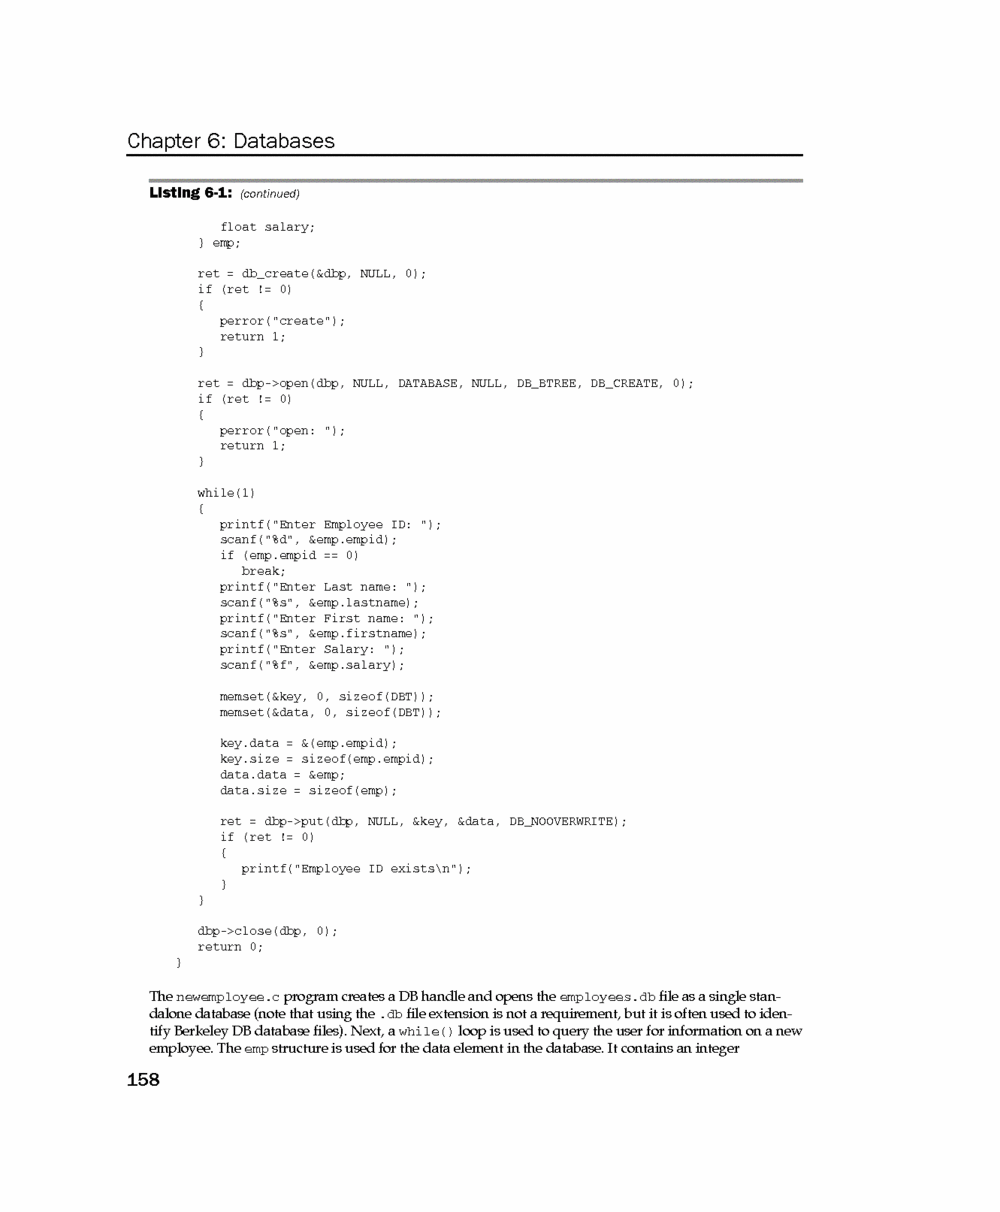 Chapter 6: Databases
Listing 6-1: (continued)
float salary;
} emp;
ret = db_create(&dbp, NULL, 0);
if (ret != 0)
{
perror("create");
return 1;
}
ret = dbp->open(dbp, NULL, DATABASE, NULL, DB_BTREE, DB_CREATE, 0);
if (ret != 0)
{
perror("open: ");
return 1;
}
while(1)
{
printf("Enter Employee ID: ");
scanf("%d", &emp.empid);
if (emp.empid == 0)
break;
printf("Enter Last name: ");
scanf("%s", &emp.lastname);
printf("Enter First name: ");
scanf("%s", &emp.firstname);
printf("Enter Salary: ");
scanf("%f", &emp.salary);
memset(&key, 0, sizeof(DBT));
memset(&data, 0, sizeof(DBT));
key.data = &(emp.empid);
key.size = sizeof(emp.empid);
data.data = &emp;
data.size = sizeof(emp);
ret = dbp->put(dbp, NULL, &key, &data, DB_NOOVERWRITE);
if (ret != 0)
{
printf("Employee ID exists\n");
}
}
dbp->close(dbp, 0);
return 0;
}
The newemployee.c program creates a DB handle and opens the employees.db file as a single stan-
dalone database (note that using the .db file extension is not a requirement, but it is often used to iden-
tify Berkeley DB database files). Next, a while() loop is used to query the user for information on a new
employee. The emp structure is used for the data element in the database. It contains an integer
158